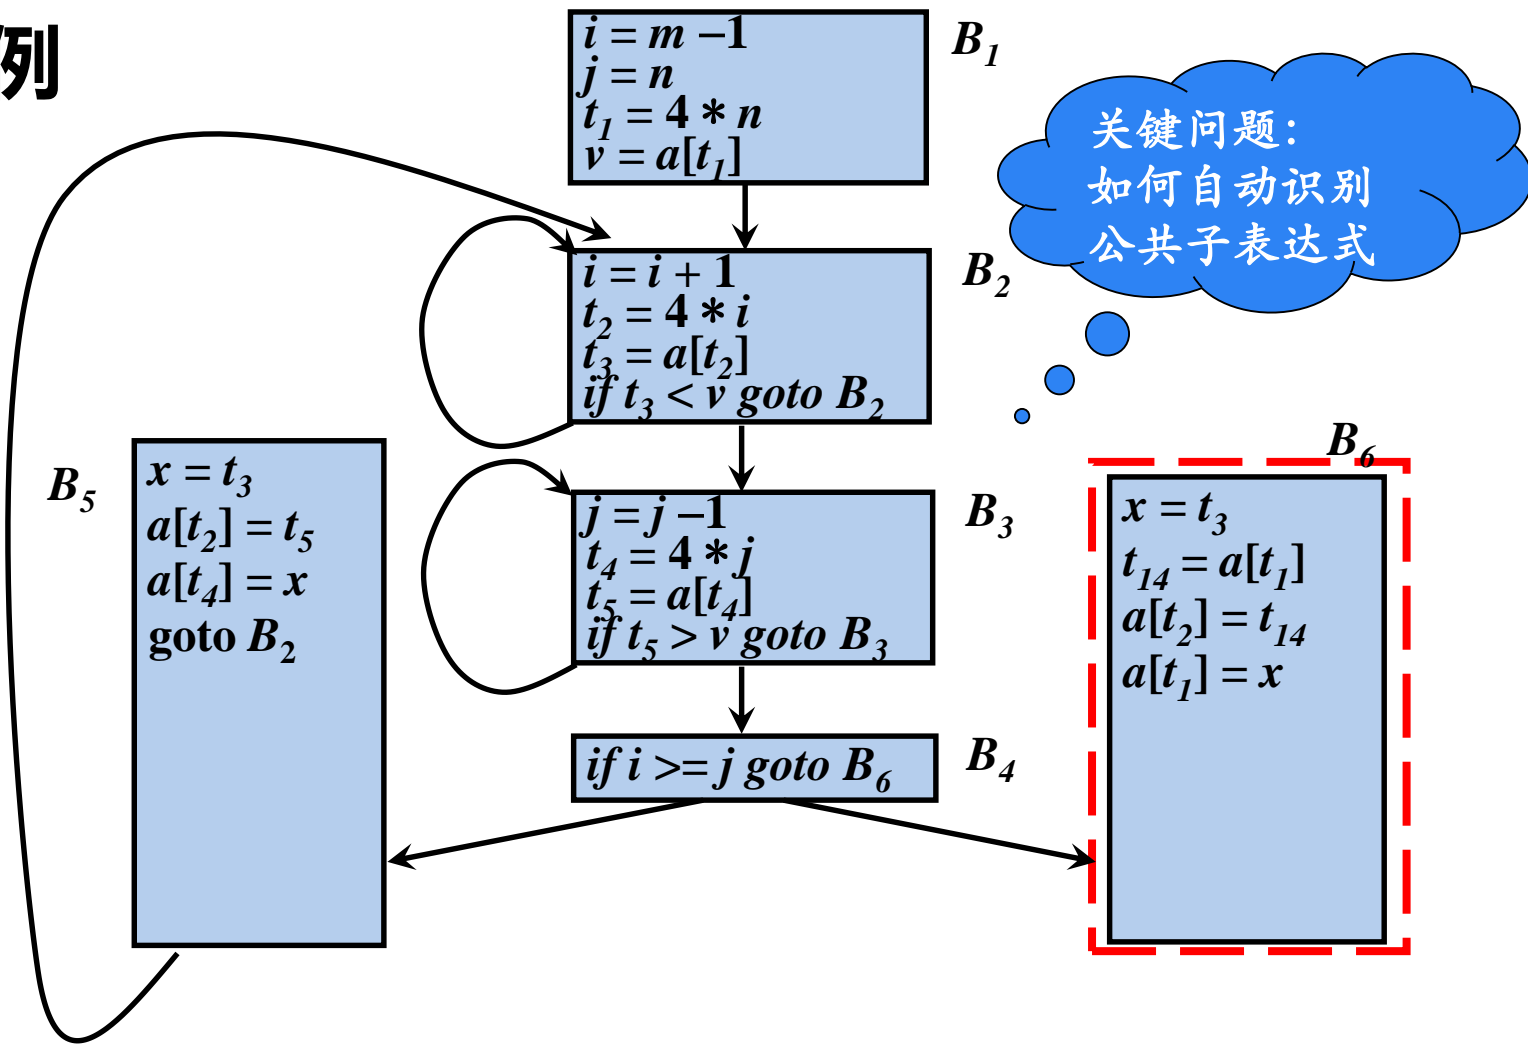 例
i = m −1
j = n
t₁ = 4 * n
v = a[t₁]
B₁
关键问题：
如何自动识别
公共子表达式
i = i + 1
t₂ = 4 * i
t₃ = a[t₂]
if t₃ < v goto B₂
B₂
j = j −1
t₄ = 4 * j
t₅ = a[t₄]
if t₅ > v goto B₃
B₃
if i >= j goto B₆
B₄
B₅
x = t₃
a[t₂] = t₅
a[t₄] = x
goto B₂
B₆
x = t₃
t₁₄ = a[t₁]
a[t₂] = t₁₄
a[t₁] = x